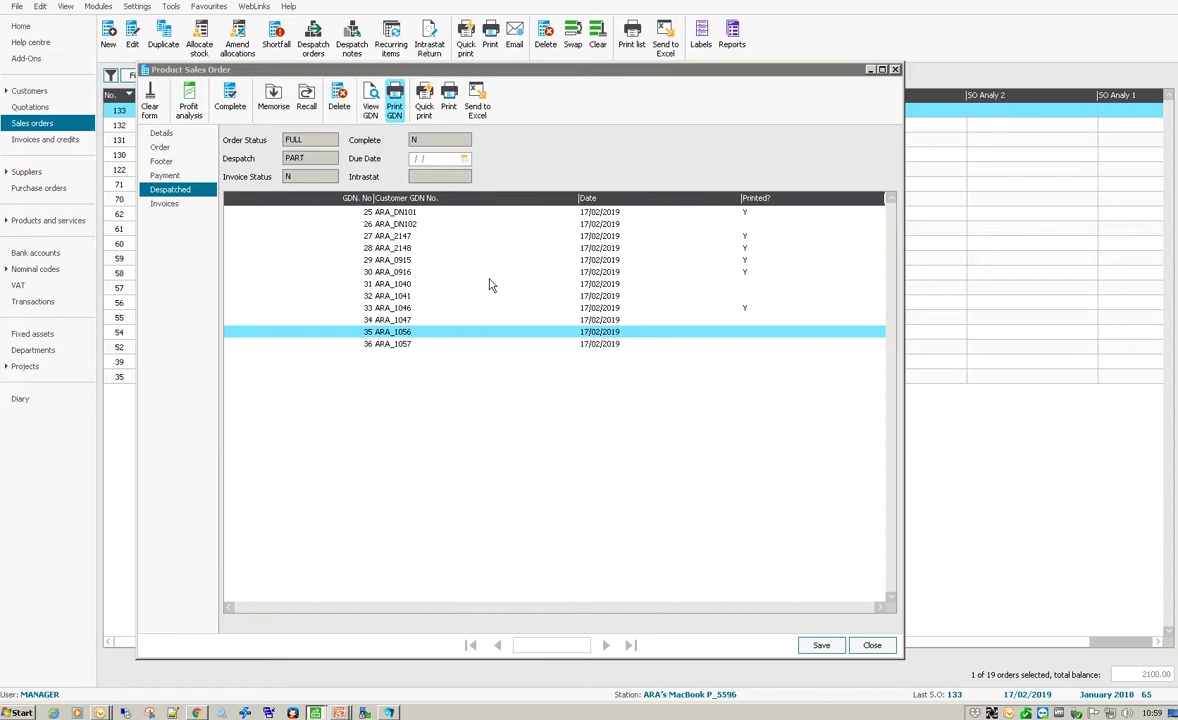 File Edit View Modules Settings Tools Favourites WebLinks Help
New Edit Duplicate Allocate stock Amend allocations Shortfall Despatch orders Despatch notes Recurring items Intrastat Return Quick print Print Email Delete Swap Clear Print list Send to Excel Labels Reports
Home
Help centre
Add-Ons
Customers
Quotations
Sales orders
Invoices and credits
Suppliers
Purchase orders
Products and services
Bank accounts
Nominal codes
VAT
Transactions
Fixed assets
Departments
Projects
Diary
Fi
No. SO Analy 2 SO Analy 1
133
132
131
130
122
71
70
62
61
60
59
58
57
56
55
54
52
39
35
Product Sales Order
Clear form Profit analysis Complete Memorise Recall Delete View GDN Print GDN Quick print Print Send to Excel
Details
Order
Footer
Payment
Despatched
Invoices
Order Status FULL Complete N
Despatch PART Due Date / /
Invoice Status N Intrastat
GDN. No Customer GDN No. Date Printed?
25 ARA_DN101 17/02/2019 Y
26 ARA_DN102 17/02/2019
27 ARA_2147 17/02/2019 Y
28 ARA_2148 17/02/2019 Y
29 ARA_0915 17/02/2019 Y
30 ARA_0916 17/02/2019 Y
31 ARA_1040 17/02/2019
32 ARA_1041 17/02/2019
33 ARA_1046 17/02/2019 Y
34 ARA_1047 17/02/2019
35 ARA_1056 17/02/2019
36 ARA_1057 17/02/2019
Save Close
1 of 19 orders selected, total balance: 2100.00
User: MANAGER Station: ARA's MacBook P_5596 Last S.O: 133 17/02/2019 January 2018 65
Start 10:59